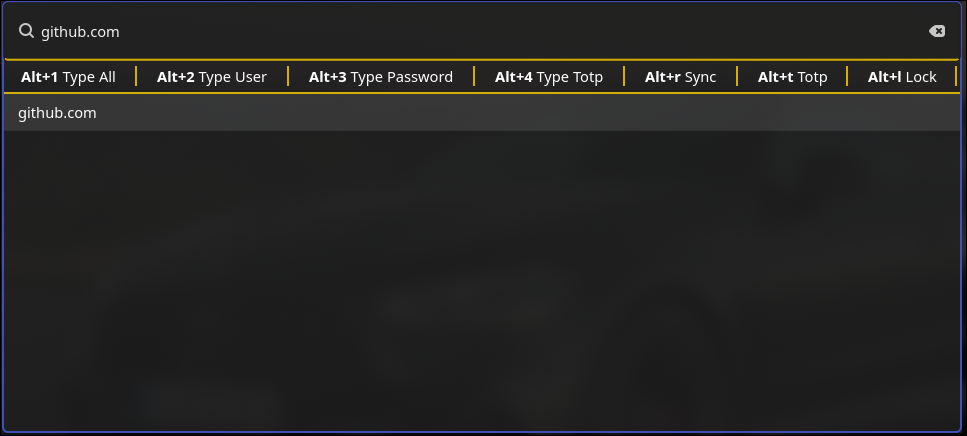 github.com
Alt+1 Type All Alt+2 Type User Alt+3 Type Password Alt+4 Type Totp Alt+r Sync Alt+t Totp Alt+l Lock
github.com